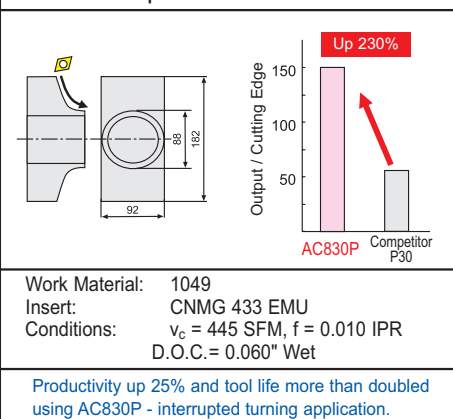 Up 230%
Output / Cutting Edge
150
100
50
88
182
92
AC830P
Competitor
P30
Work Material: 1049
Insert: CNMG 433 EMU
Conditions: vc = 445 SFM, f = 0.010 IPR
D.O.C.= 0.060" Wet
Productivity up 25% and tool life more than doubled
using AC830P - interrupted turning application.